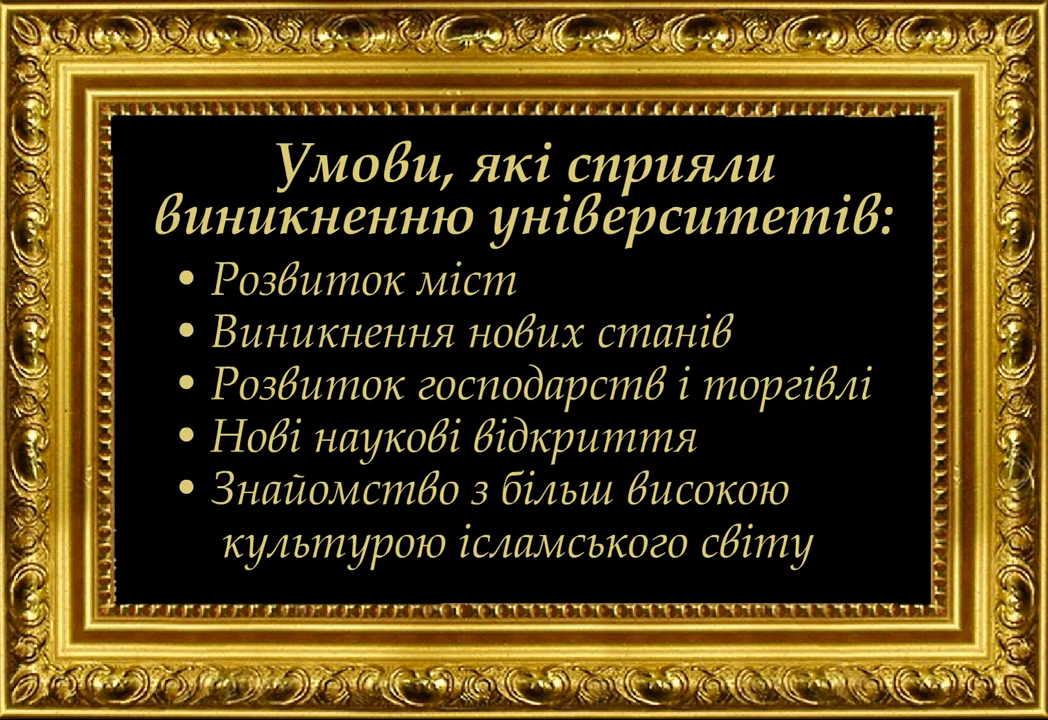 Умови, які сприяли
виникненню університетів:
• Розвиток міст
• Виникнення нових станів
• Розвиток господарств і торгівлі
• Нові наукові відкриття
• Знайомство з більш високою
культурою ісламського світу